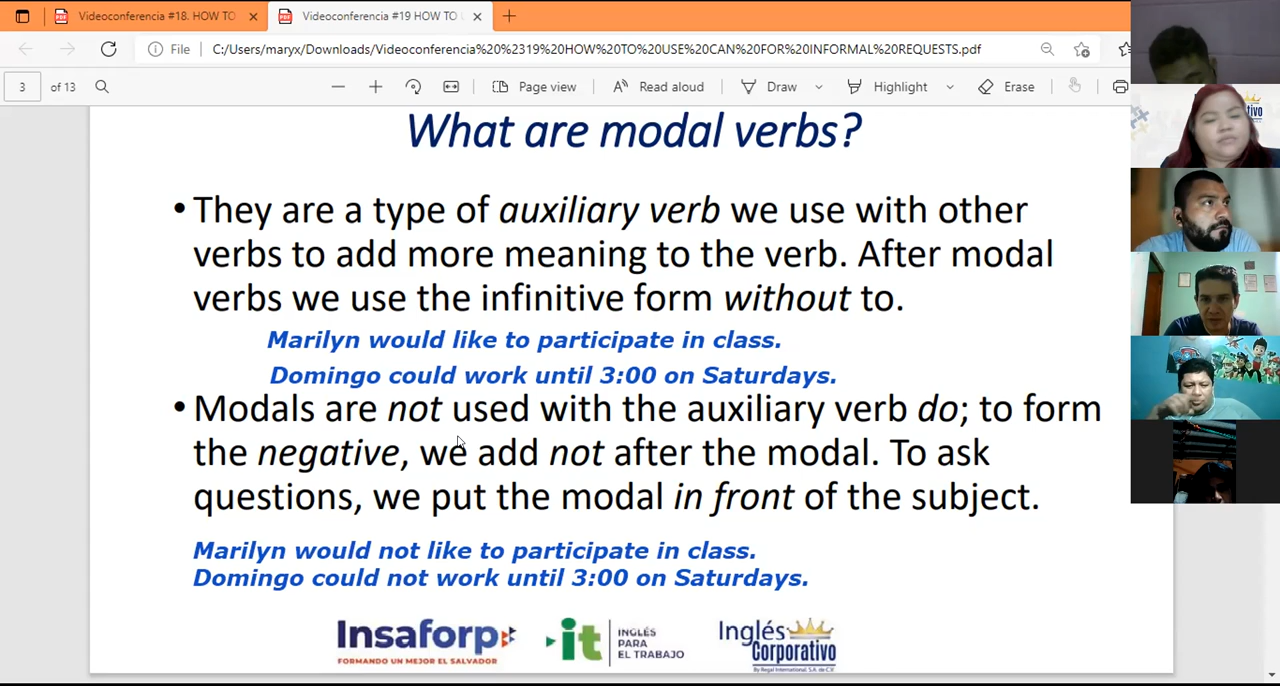 Videoconferencia #18. HOW TO
Videoconferencia #19 HOW TO
File
C:/Users/maryx/Downloads/Videoconferencia%20%2319%20HOW%20TO%20USE%20CAN%20FOR%20INFORMAL%20REQUESTS.pdf
3 of 13
Page view
Read aloud
Draw
Highlight
Erase
What are modal verbs?
• They are a type of auxiliary verb we use with other
verbs to add more meaning to the verb. After modal
verbs we use the infinitive form without to.
Marilyn would like to participate in class.
Domingo could work until 3:00 on Saturdays.
• Modals are not used with the auxiliary verb do; to form
the negative, we add not after the modal. To ask
questions, we put the modal in front of the subject.
Marilyn would not like to participate in class.
Domingo could not work until 3:00 on Saturdays.
Insaforp
FORMANDO UN MEJOR EL SALVADOR
it
INGLÉS
PARA
EL TRABAJO
Inglés
Corporativo
By Regal International, S.A. de C.V.